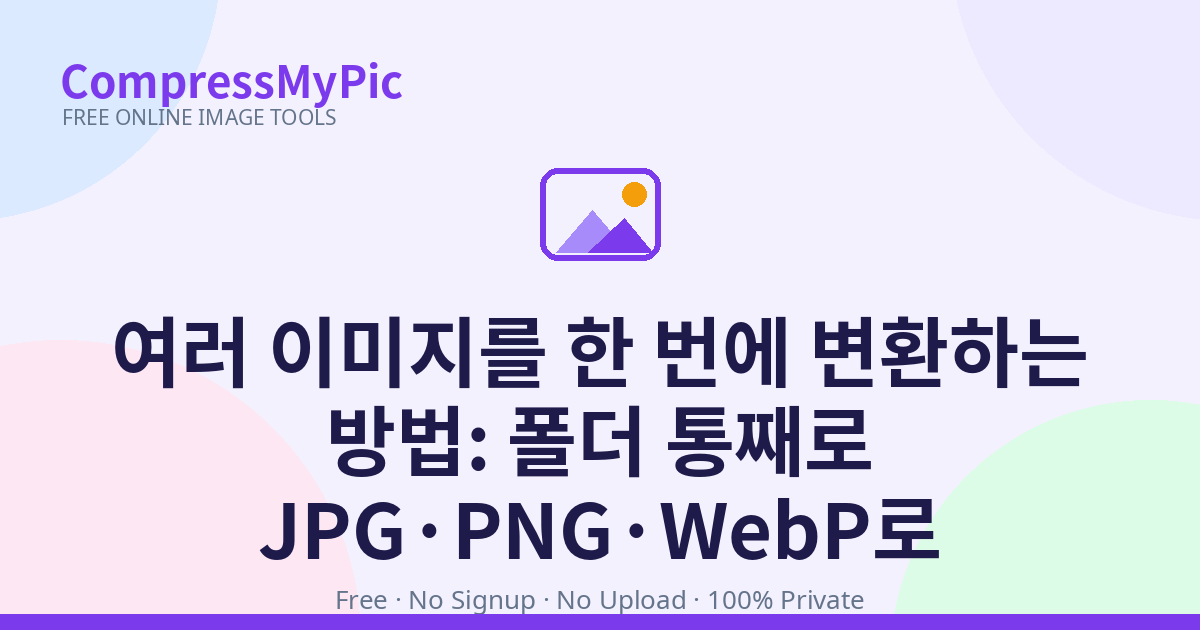 CompressMyPic
FREE ONLINE IMAGE TOOLS
여러 이미지를 한 번에 변환하는
방법: 폴더 통째로
JPG·PNG·WebP로
Free · No Signup · No Upload · 100% Private